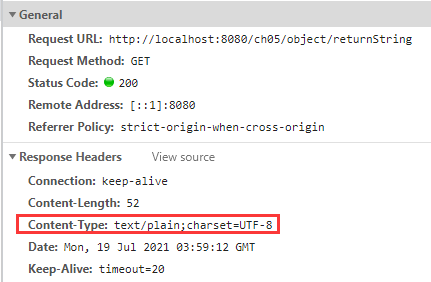 General
Request URL: http://localhost:8080/ch05/object/returnString
Request Method: GET
Status Code: 200
Remote Address: [::1]:8080
Referrer Policy: strict-origin-when-cross-origin
Response Headers View source
Connection: keep-alive
Content-Length: 52
Content-Type: text/plain;charset=UTF-8
Date: Mon, 19 Jul 2021 03:59:12 GMT
Keep-Alive: timeout=20